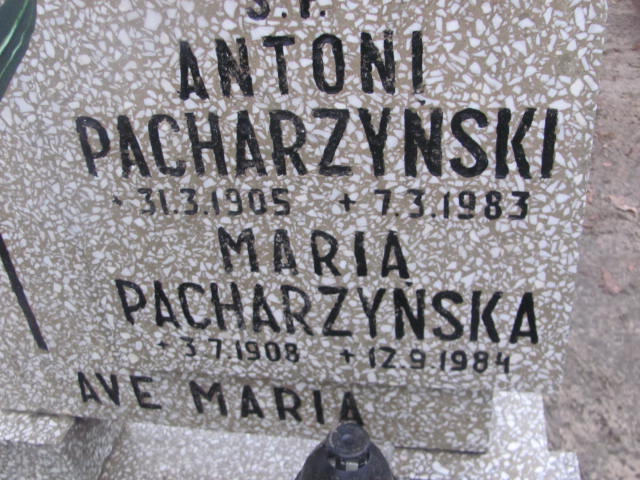 Ś.P.
ANTONI
PACHARZYŃSKI
* 31.3.1905 + 7.3.1983
MARIA
PACHARZYŃSKA
* 3.7.1908 + 12.9.1984
AVE MARIA